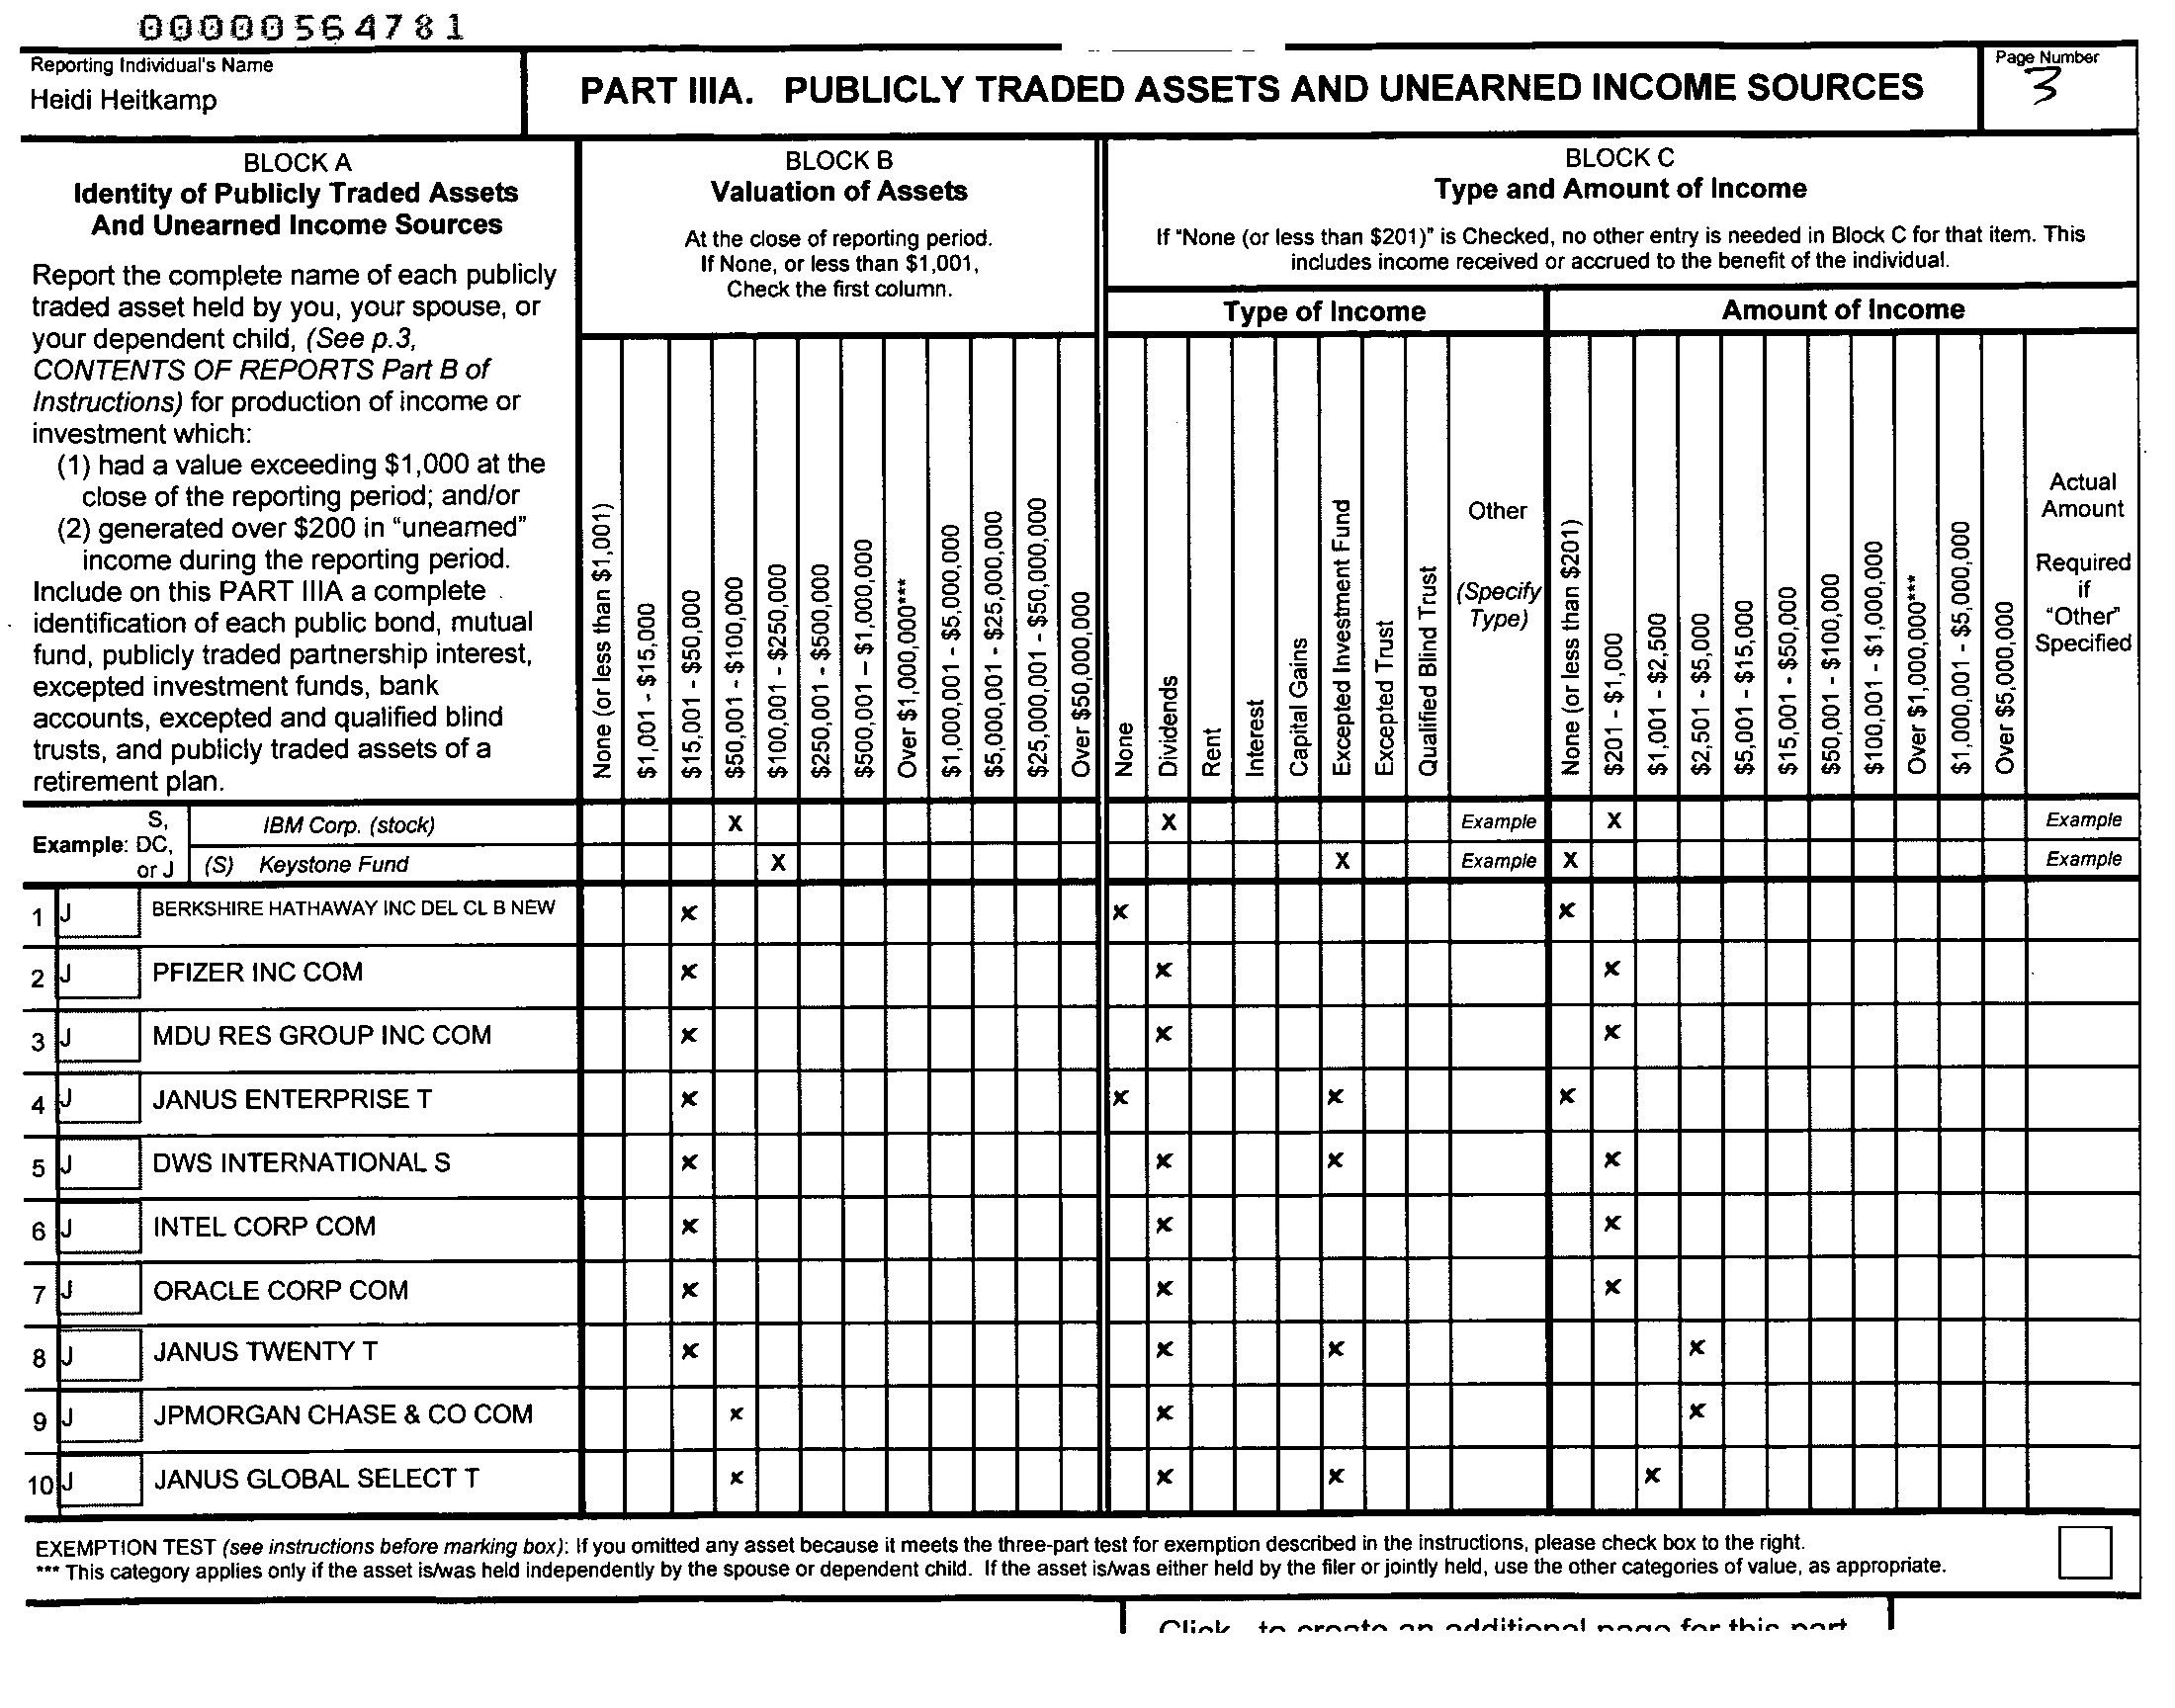 00000564781
Reporting Individual's Name
Heidi Heitkamp
PART IIIA. PUBLICLY TRADED ASSETS AND UNEARNED INCOME SOURCES
Page Number
3
BLOCK A
Identity of Publicly Traded Assets
And Unearned Income Sources
Report the complete name of each publicly
traded asset held by you, your spouse, or
your dependent child, (See p.3,
CONTENTS OF REPORTS Part B of
Instructions) for production of income or
investment which:
(1) had a value exceeding $1,000 at the
close of the reporting period; and/or
(2) generated over $200 in "unearned"
income during the reporting period.
Include on this PART IIIA a complete
identification of each public bond, mutual
fund, publicly traded partnership interest,
excepted investment funds, bank
accounts, excepted and qualified blind
trusts, and publicly traded assets of a
retirement plan.
BLOCK B
Valuation of Assets
At the close of reporting period.
If None, or less than $1,001,
Check the first column.
None (or less than $1,001)
$1,001 - $15,000
$15,001 - $50,000
$50,001 - $100,000
$100,001 - $250,000
$250,001 - $500,000
$500,001 – $1,000,000
Over $1,000,000***
$1,000,001 - $5,000,000
$5,000,001 - $25,000,000
$25,000,001 - $50,000,000
Over $50,000,000
BLOCK C
Type and Amount of Income
If "None (or less than $201)" is Checked, no other entry is needed in Block C for that item. This
includes income received or accrued to the benefit of the individual.
Type of Income
None
Dividends
Rent
Interest
Capital Gains
Excepted Investment Fund
Excepted Trust
Qualified Blind Trust
Other
(Specify
Type)
Amount of Income
None (or less than $201)
$201 - $1,000
$1,001 - $2,500
$2,501 - $5,000
$5,001 - $15,000
$15,001 - $50,000
$50,001 - $100,000
$100,001 - $1,000,000
Over $1,000,000***
$1,000,001 - $5,000,000
Over $5,000,000
Actual
Amount
Required
if
"Other"
Specified
Example: S,
DC,
or J
IBM Corp. (stock) X X Example X Example
(S) Keystone Fund X X Example X Example
1 J BERKSHIRE HATHAWAY INC DEL CL B NEW x x x
2 J PFIZER INC COM x x x
3 J MDU RES GROUP INC COM x x x
4 J JANUS ENTERPRISE T x x x x
5 J DWS INTERNATIONAL S x x x x
6 J INTEL CORP COM x x x
7 J ORACLE CORP COM x x x
8 J JANUS TWENTY T x x x x
9 J JPMORGAN CHASE & CO COM x x x
10 J JANUS GLOBAL SELECT T x x x x
EXEMPTION TEST (see instructions before marking box): If you omitted any asset because it meets the three-part test for exemption described in the instructions, please check box to the right.
*** This category applies only if the asset is/was held independently by the spouse or dependent child. If the asset is/was either held by the filer or jointly held, use the other categories of value, as appropriate.
Click to create an additional page for this part